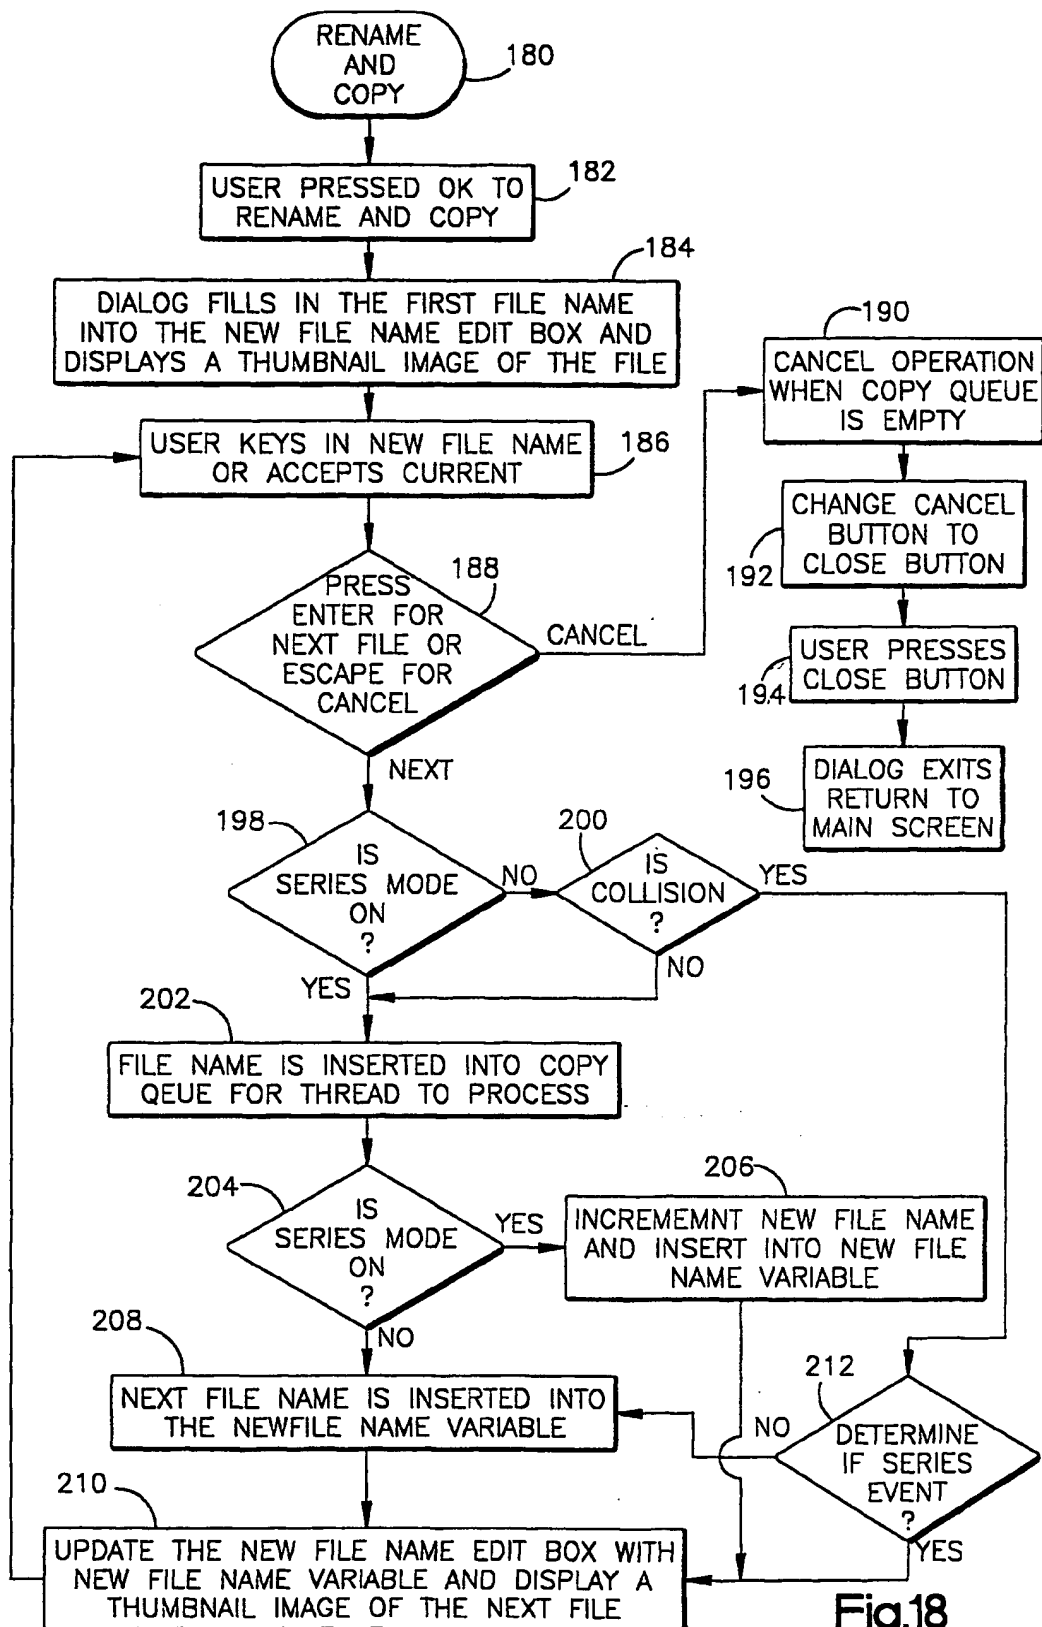 RENAME
AND
COPY
180
USER PRESSED OK TO
RENAME AND COPY
182
184
DIALOG FILLS IN THE FIRST FILE NAME
INTO THE NEW FILE NAME EDIT BOX AND
DISPLAYS A THUMBNAIL IMAGE OF THE FILE
USER KEYS IN NEW FILE NAME
OR ACCEPTS CURRENT
186
PRESS
ENTER FOR
NEXT FILE OR
ESCAPE FOR
CANCEL
188
CANCEL
NEXT
190
CANCEL OPERATION
WHEN COPY QUEUE
IS EMPTY
CHANGE CANCEL
BUTTON TO
CLOSE BUTTON
192
USER PRESSES
CLOSE BUTTON
194
DIALOG EXITS
RETURN TO
MAIN SCREEN
196
198
IS
SERIES MODE
ON
?
NO
YES
200
IS
COLLISION
?
YES
NO
202
FILE NAME IS INSERTED INTO COPY
QEUE FOR THREAD TO PROCESS
204
IS
SERIES MODE
ON
?
YES
NO
206
INCREMEMNT NEW FILE NAME
AND INSERT INTO NEW FILE
NAME VARIABLE
208
NEXT FILE NAME IS INSERTED INTO
THE NEWFILE NAME VARIABLE
212
DETERMINE
IF SERIES
EVENT
?
NO
YES
210
UPDATE THE NEW FILE NAME EDIT BOX WITH
NEW FILE NAME VARIABLE AND DISPLAY A
THUMBNAIL IMAGE OF THE NEXT FILE
Fig.18